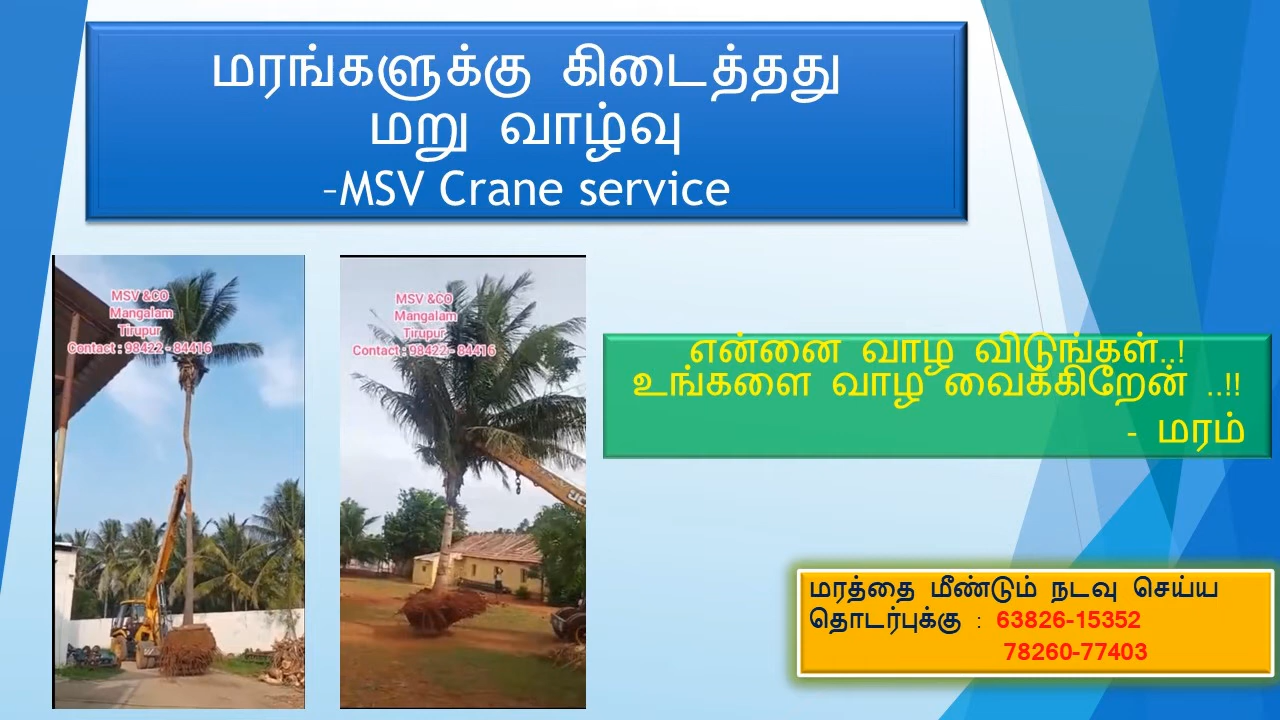 மரங்களுக்கு கிடைத்தது
மறு வாழ்வு
–MSV Crane service
MSV &CO
Mangalam
Tirupur
Contact : 98422 - 84416
MSV &CO
Mangalam
Tirupur
Contact : 98422 - 84416
என்னை வாழ விடுங்கள்..!
உங்களை வாழ வைக்கிறேன் ..!!
- மரம்
மரத்தை மீண்டும் நடவு செய்ய
தொடர்புக்கு : 63826-15352
78260-77403